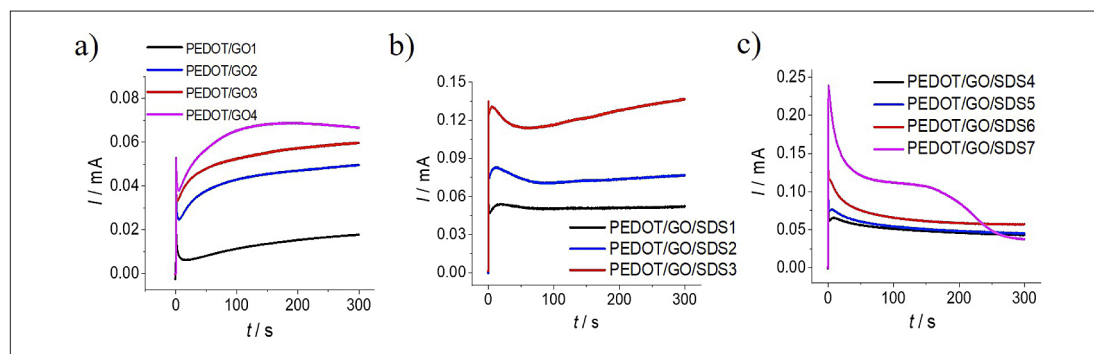 a)
PEDOT/GO1
PEDOT/GO2
PEDOT/GO3
PEDOT/GO4
0.08
0.06
0.04
0.02
0.00
I / mA
0 100 200 300
t / s
b)
0.15
0.12
0.09
0.06
0.03
0.00
I / mA
PEDOT/GO/SDS1
PEDOT/GO/SDS2
PEDOT/GO/SDS3
0 100 200 300
t / s
c)
0.25
0.20
0.15
0.10
0.05
0.00
I / mA
PEDOT/GO/SDS4
PEDOT/GO/SDS5
PEDOT/GO/SDS6
PEDOT/GO/SDS7
0 100 200 300
t / s